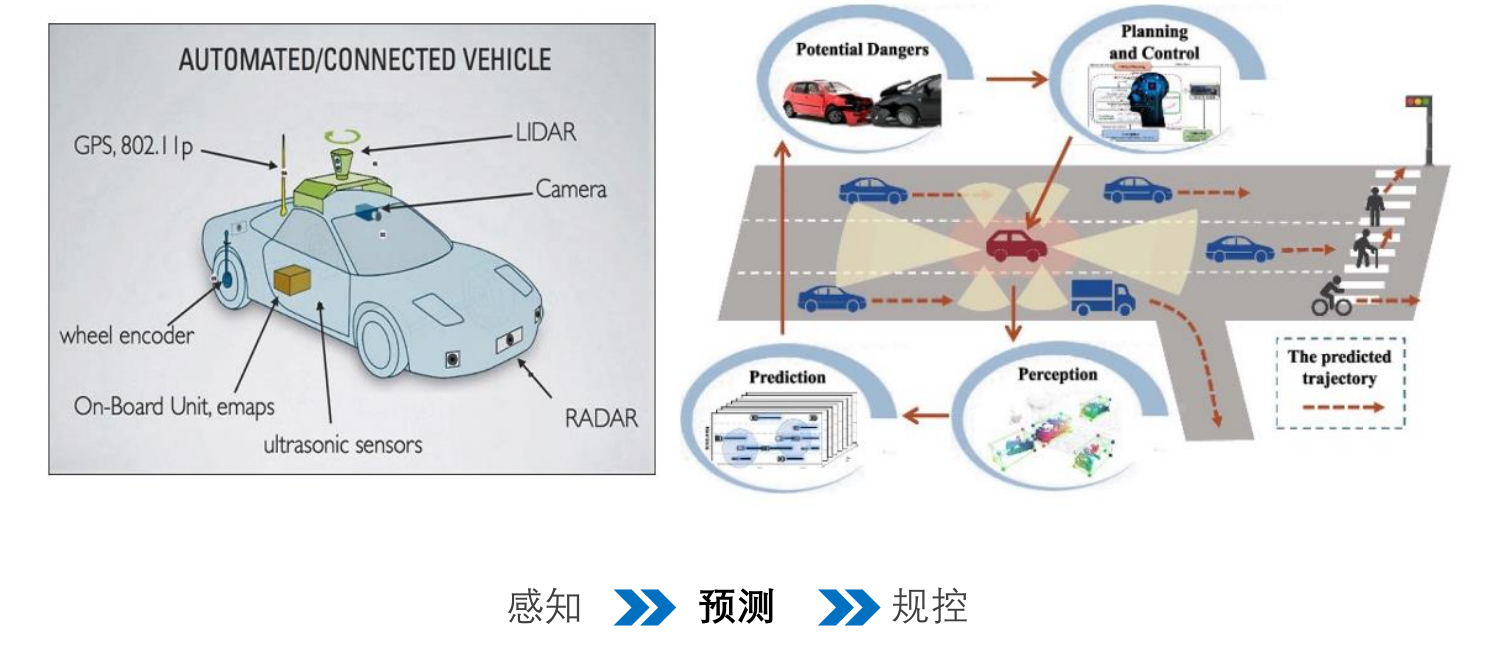 AUTOMATED/CONNECTED VEHICLE
GPS, 802.11p
LIDAR
Camera
wheel encoder
On-Board Unit, emaps
ultrasonic sensors
RADAR
Potential Dangers
Planning
and Control
Prediction
Perception
The predicted
trajectory
感知
预测
规控